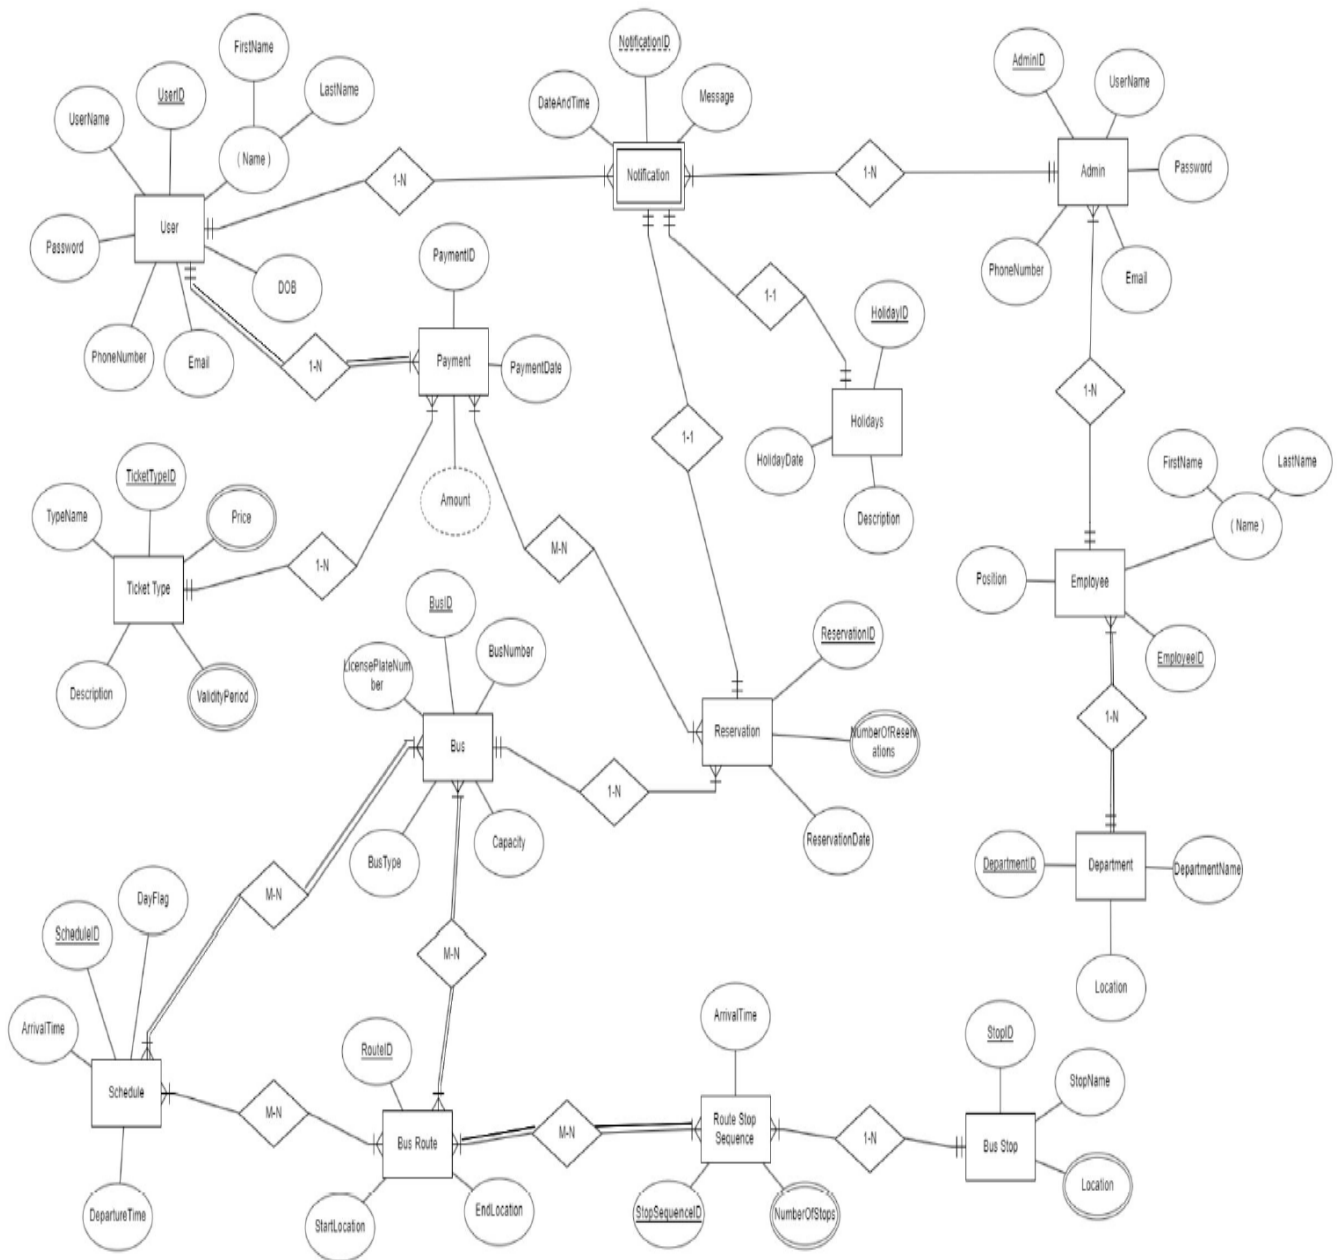 FirstName
NotificationID
AdminID
UserName
UserID
LastName
DateAndTime
Message
UserName
( Name )
1-N
Notification
1-N
Admin
Password
User
Password
PaymentID
DOB
PhoneNumber
Email
1-1
HolidayID
PhoneNumber
Email
1-N
Payment
PaymentDate
1-N
Holidays
1-1
HolidayDate
FirstName
LastName
TicketTypeID
Price
TypeName
Amount
Description
( Name )
M-N
1-N
Ticket Type
Position
Employee
BusID
BusNumber
ReservationID
EmployeeID
LicensePlateNum
ber
Description
ValidityPeriod
1-N
Bus
Reservation
NumberOfReserv
ations
1-N
BusType
Capacity
ReservationDate
DepartmentID
Department
DepartmentName
M-N
DayFlag
ScheduleID
M-N
Location
ArrivalTime
ArrivalTime
StopID
RouteID
StopName
Schedule
M-N
Bus Route
M-N
Route Stop
Sequence
1-N
Bus Stop
Location
DepartureTime
StartLocation
EndLocation
StopSequenceID
NumberOfStops